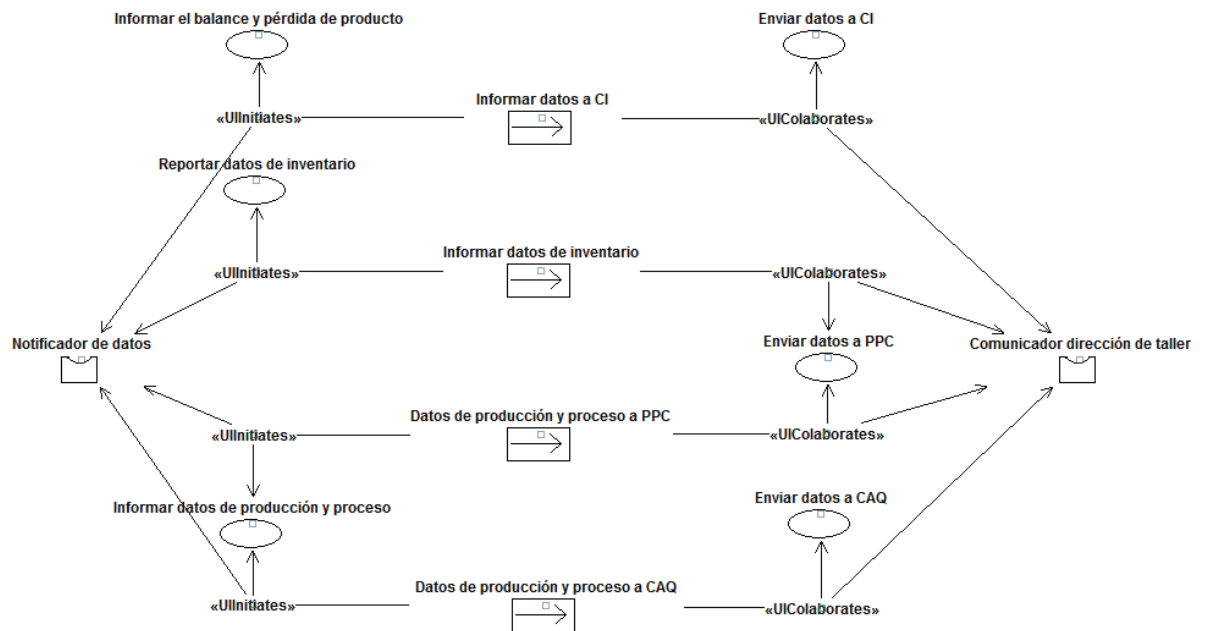 Informar el balance y pérdida de producto
Enviar datos a CI
Informar datos a CI
«UIInitiates»
«UIColaborates»
Reportar datos de inventario
Informar datos de inventario
«UIInitiates»
«UIColaborates»
Notificador de datos
Enviar datos a PPC
Comunicador dirección de taller
Datos de producción y proceso a PPC
«UIInitiates»
«UIColaborates»
Informar datos de producción y proceso
Enviar datos a CAQ
Datos de producción y proceso a CAQ
«UIInitiates»
«UIColaborates»